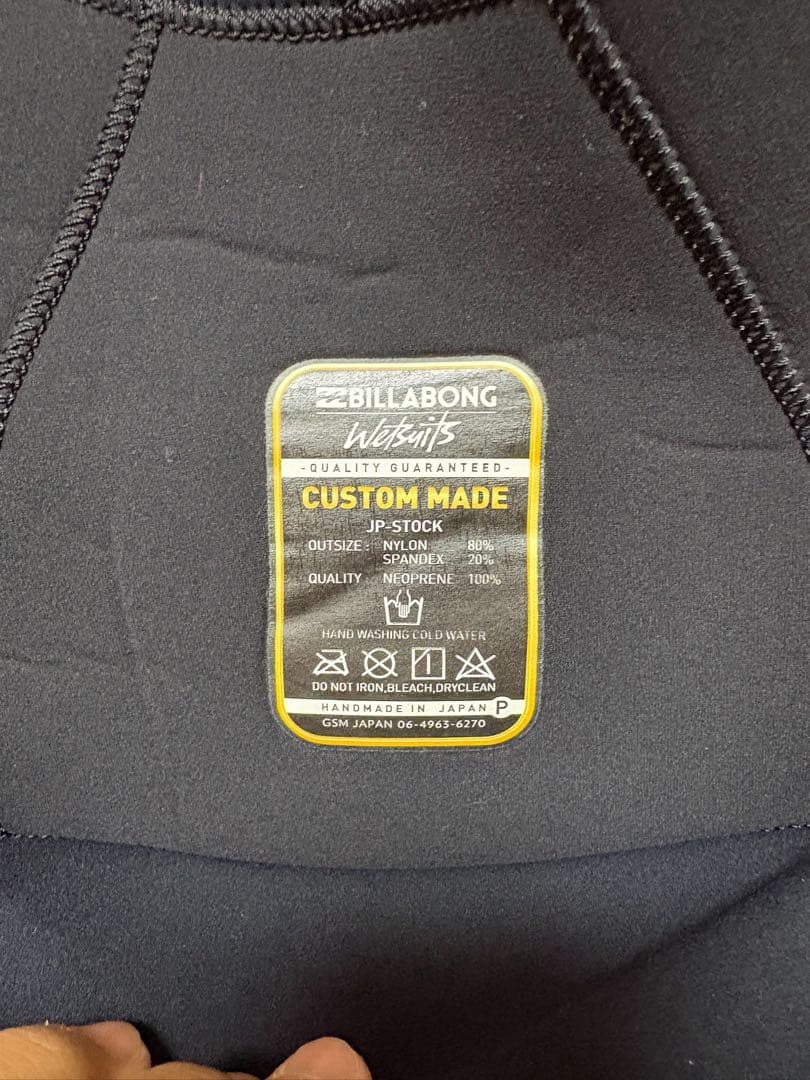 BILLABONG
Wetsuits
-QUALITY GUARANTEED-
CUSTOM MADE
JP-STOCK
OUTSIZE : NYLON 80%
SPANDEX 20%
QUALITY : NEOPRENE 100%
HAND WASHING COLD WATER
DO NOT IRON,BLEACH,DRYCLEAN
HANDMADE IN JAPAN P
GSM JAPAN 06-4963-6270